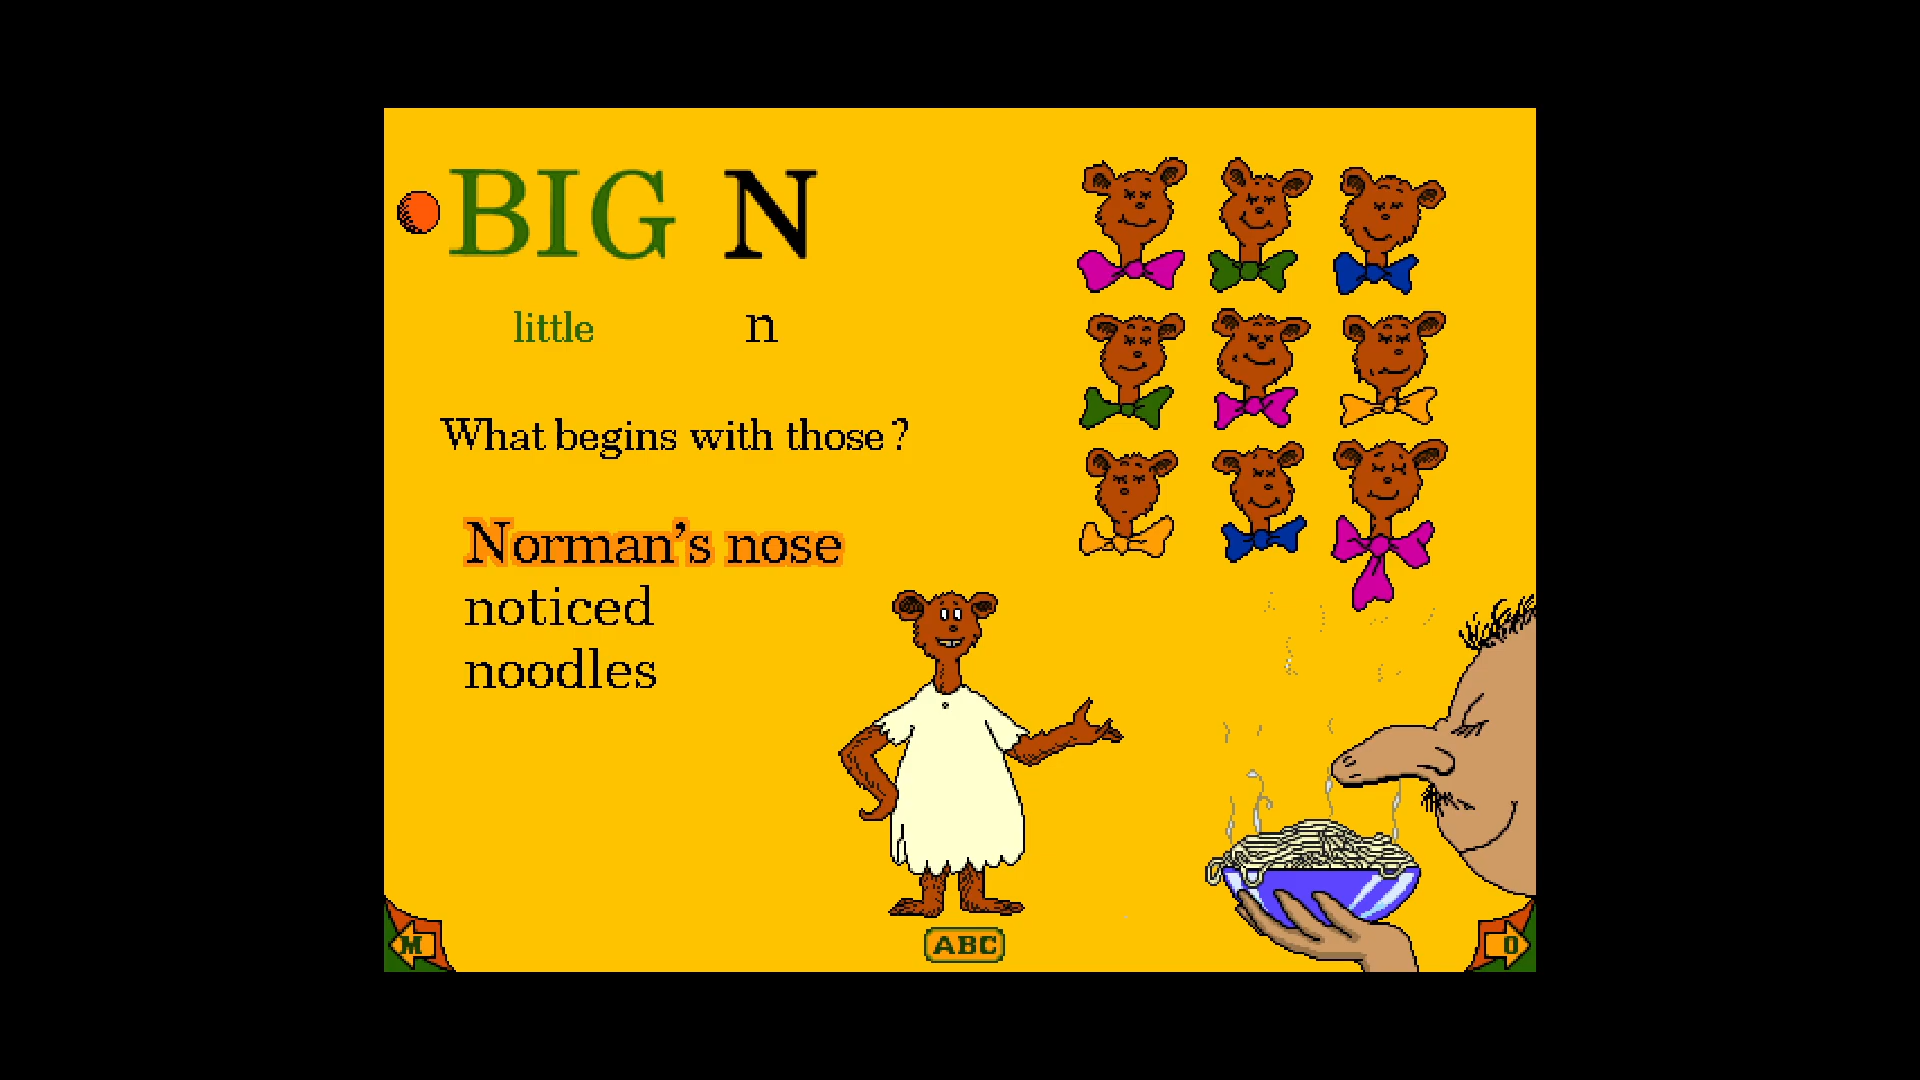 BIG N
little n
What begins with those?
Norman's nose
noticed
noodles
M
ABC
O